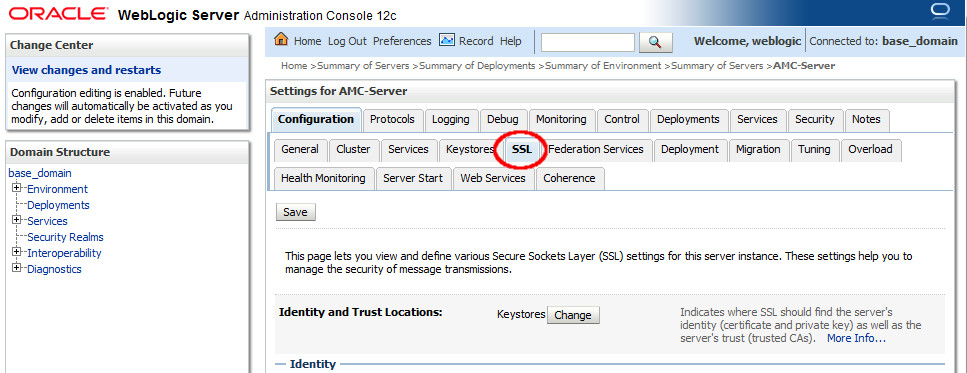 ORACLE WebLogic Server Administration Console 12c
Change Center
View changes and restarts
Configuration editing is enabled. Future
changes will automatically be activated as you
modify, add or delete items in this domain.
Domain Structure
base_domain
Environment
Deployments
Services
Security Realms
Interoperability
Diagnostics
Home Log Out Preferences Record Help
Welcome, weblogic Connected to: base_domain
Home >Summary of Servers >Summary of Deployments >Summary of Environment >Summary of Servers >AMC-Server
Settings for AMC-Server
Configuration Protocols Logging Debug Monitoring Control Deployments Services Security Notes
General Cluster Services Keystores SSL Federation Services Deployment Migration Tuning Overload
Health Monitoring Server Start Web Services Coherence
Save
This page lets you view and define various Secure Sockets Layer (SSL) settings for this server instance. These settings help you to
manage the security of message transmissions.
Identity and Trust Locations:
Keystores Change
Indicates where SSL should find the server's
identity (certificate and private key) as well as the
server's trust (trusted CAs). More Info...
Identity